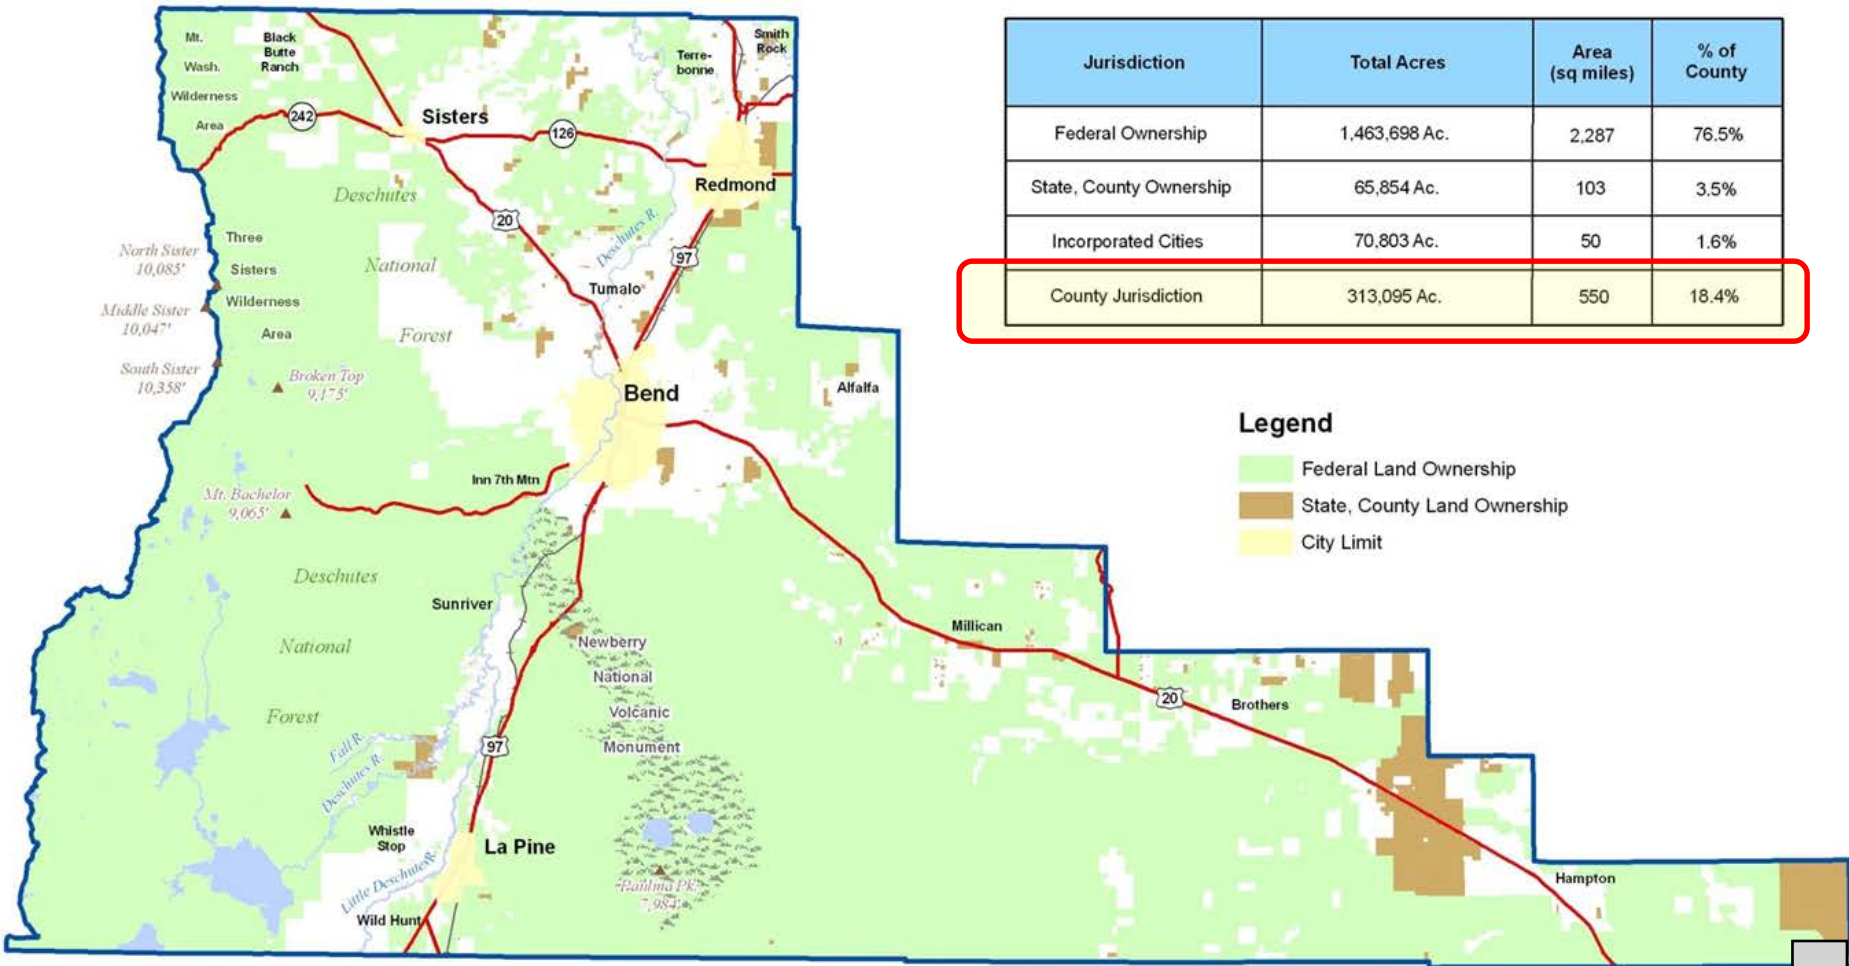 Mt.
Wash.
Wilderness
Area
Black
Butte
Ranch
Terre-
bonne
Smith
Rock
242
Sisters
126
Redmond
Deschutes
20
Deschutes R.
97
North Sister
10,085'
Middle Sister
10,047'
South Sister
10,358'
Three
Sisters
Wilderness
Area
National
Forest
Tumalo
Broken Top
9,175'
Bend
Alfalfa
Inn 7th Mtn
Mt. Bachelor
9,065'
Deschutes
National
Forest
Sunriver
Newberry
National
Volcanic
Monument
Millican
20
Brothers
Fall R.
Deschutes R.
97
Whistle
Stop
La Pine
Little Deschutes R.
Paulina Pk.
7,984'
Wild Hunt
Hampton
Jurisdiction Total Acres Area (sq miles) % of County
Federal Ownership 1,463,698 Ac. 2,287 76.5%
State, County Ownership 65,854 Ac. 103 3.5%
Incorporated Cities 70,803 Ac. 50 1.6%
County Jurisdiction 313,095 Ac. 550 18.4%
Legend
Federal Land Ownership
State, County Land Ownership
City Limit